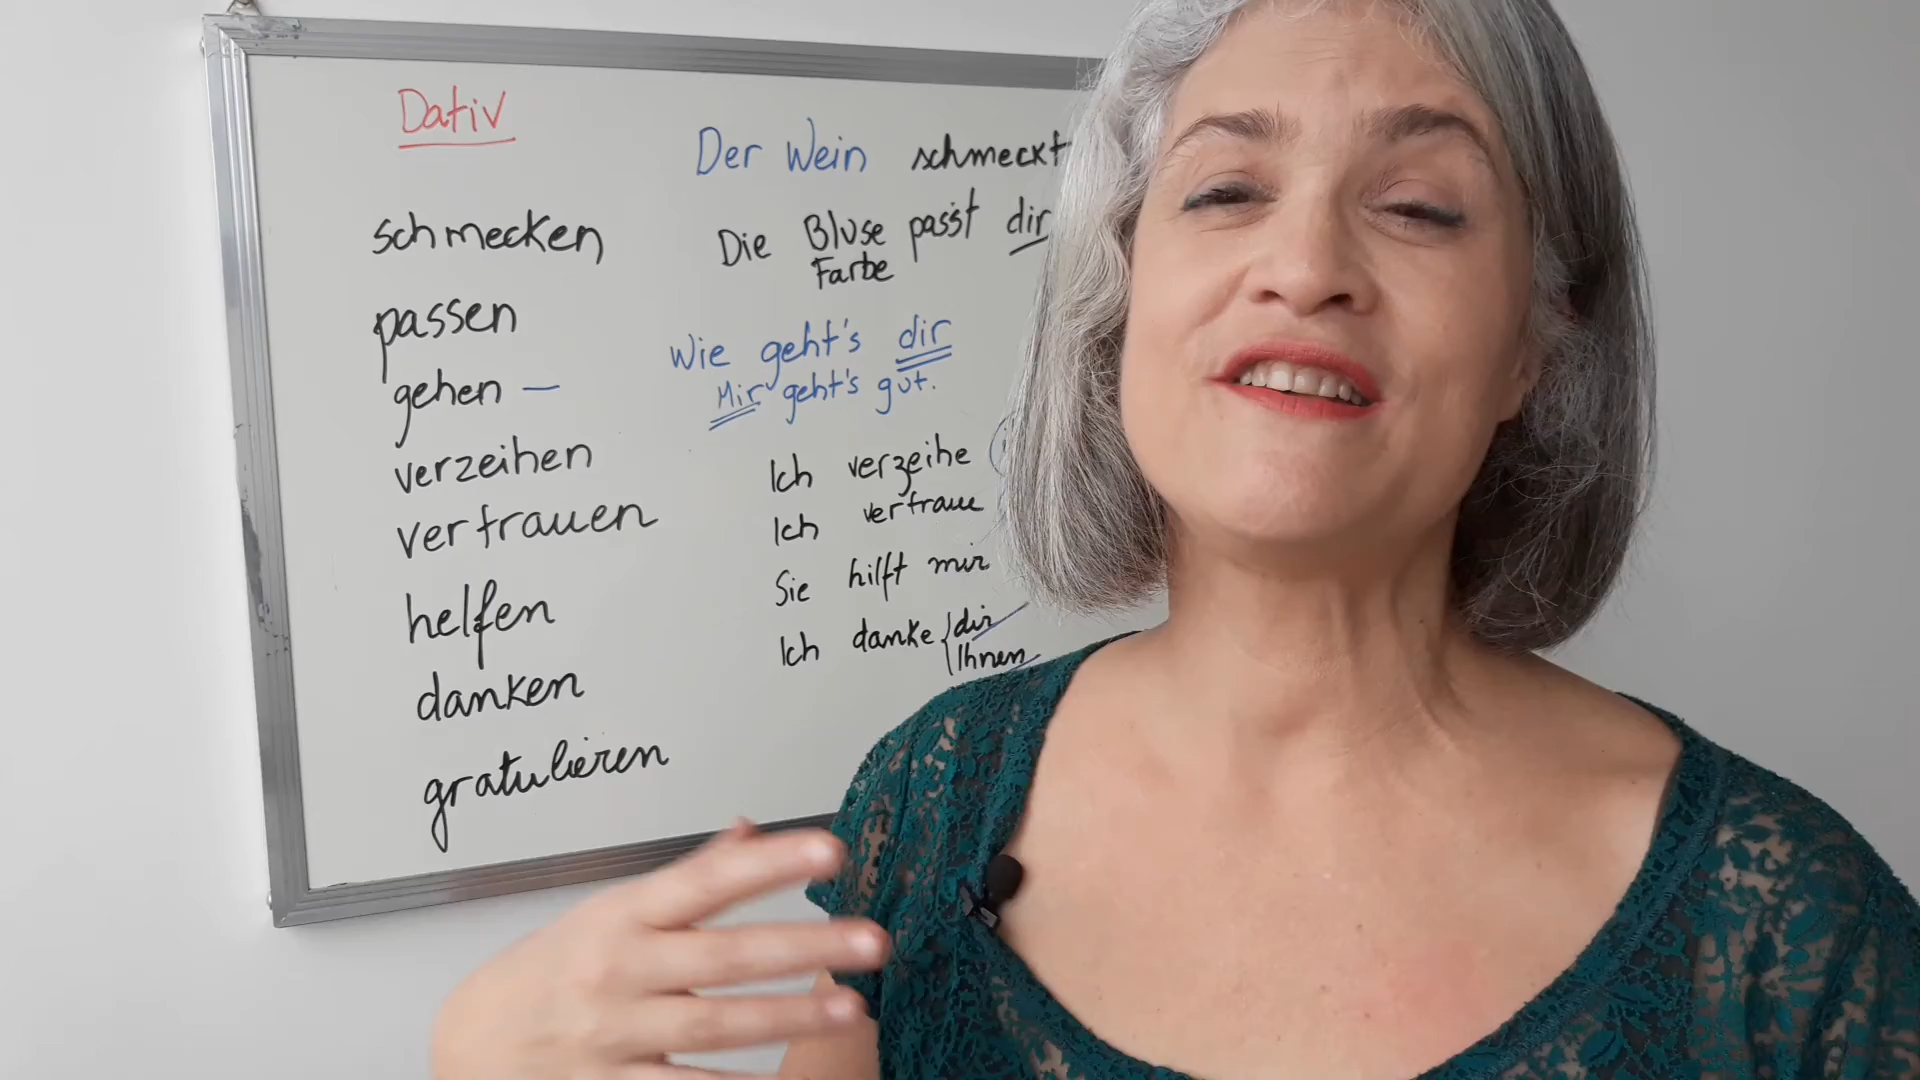 Dativ
schmecken
passen
gehen —
verzeihen
vertrauen
helfen
danken
gratulieren
Der Wein schmeckt
Die Bluse passt dir
Farbe
Wie geht's dir
Mir geht's gut.
Ich verzeihe
Ich vertraue
Sie hilft mir
Ich danke { dir
Ihnen